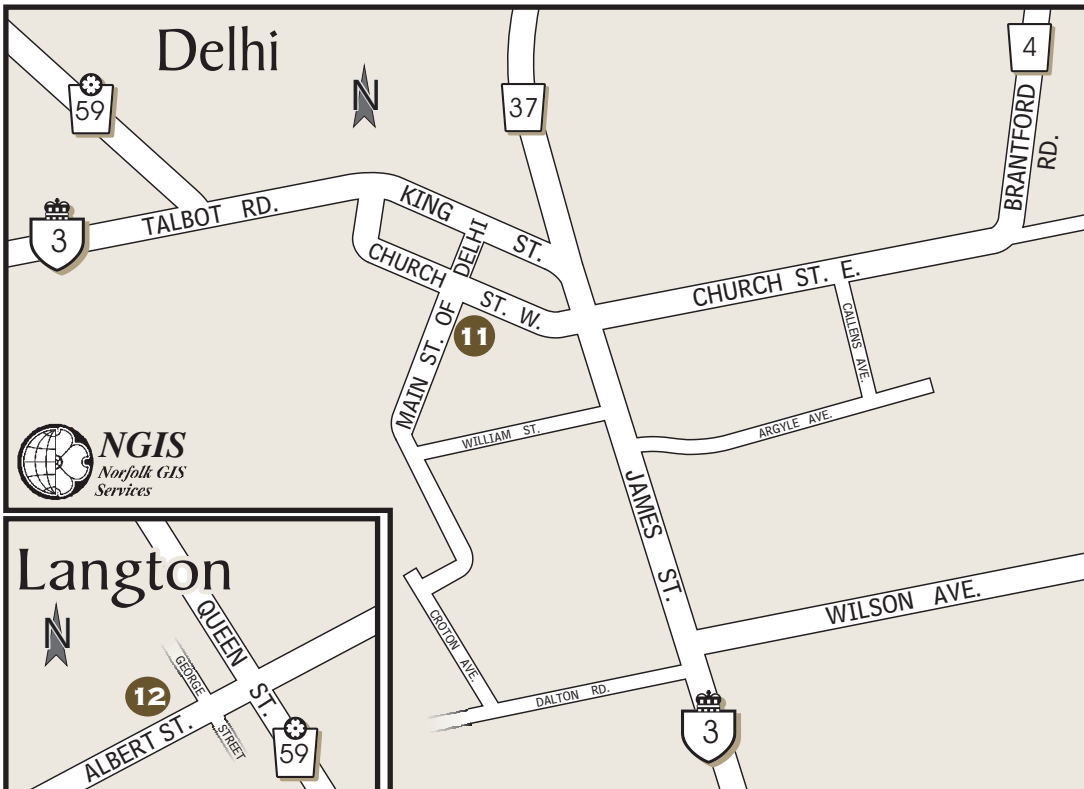 Delhi
N
59
37
4
BRANTFORD
RD.
3
TALBOT RD.
KING ST.
CHURCH ST. W.
MAIN ST. OF DELHI
11
CHURCH ST. E.
CALLENS AVE.
ARGYLE AVE.
WILLIAM ST.
NGIS
Norfolk GIS
Services
JAMES ST.
WILSON AVE.
CROTON AVE.
DALTON RD.
3
Langton
N
QUEEN ST.
GEORGE STREET
12
ALBERT ST.
59